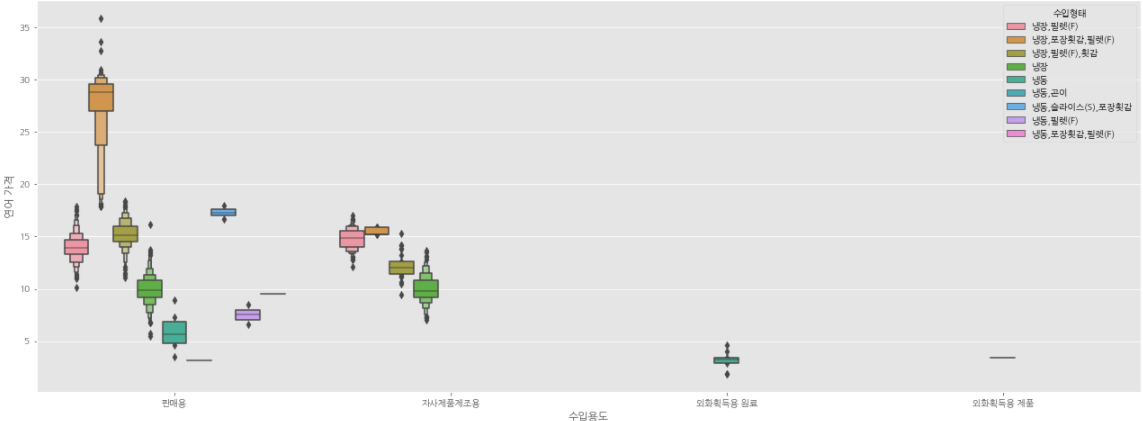 수입형태
냉장,필렛(F)
냉장,포장횟감,필렛(F)
냉장,필렛(F),횟감
냉장
냉동
냉동,곤이
냉동,슬라이스(S),포장횟감
냉동,필렛(F)
냉동,포장횟감,필렛(F)
35
30
25
20
15
10
5
연어 가격
판매용
자사제품제조용
외화획득용 원료
외화획득용 제품
수입용도